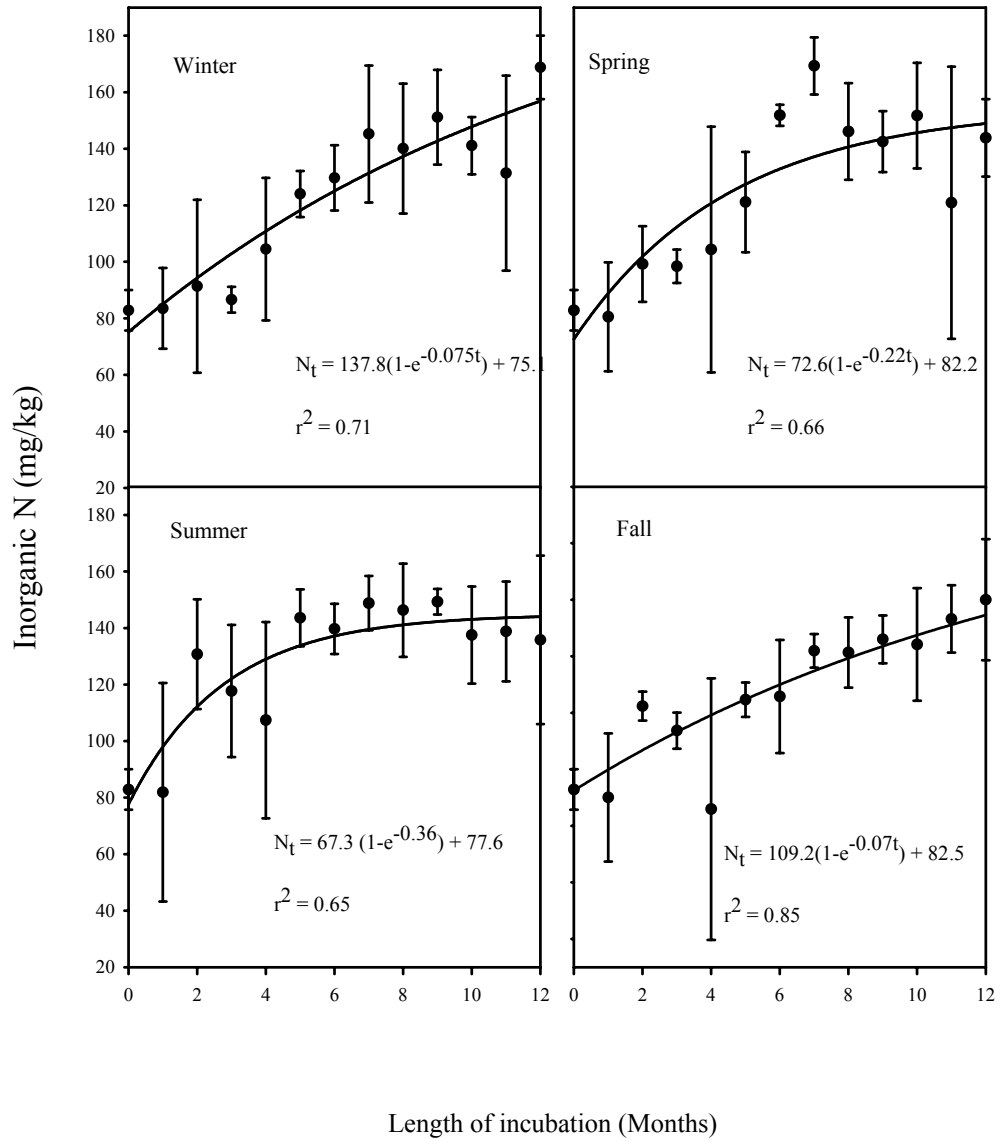 Inorganic N (mg/kg)
180
160
140
120
100
80
60
40
20
Winter
N_t = 137.8(1-e^-0.075t) + 75.1
r^2 = 0.71
Spring
N_t = 72.6(1-e^-0.22t) + 82.2
r^2 = 0.66
180
160
140
120
100
80
60
40
20
Summer
N_t = 67.3 (1-e^-0.36) + 77.6
r^2 = 0.65
Fall
N_t = 109.2(1-e^-0.07t) + 82.5
r^2 = 0.85
0 2 4 6 8 10 12
0 2 4 6 8 10 12
Length of incubation (Months)